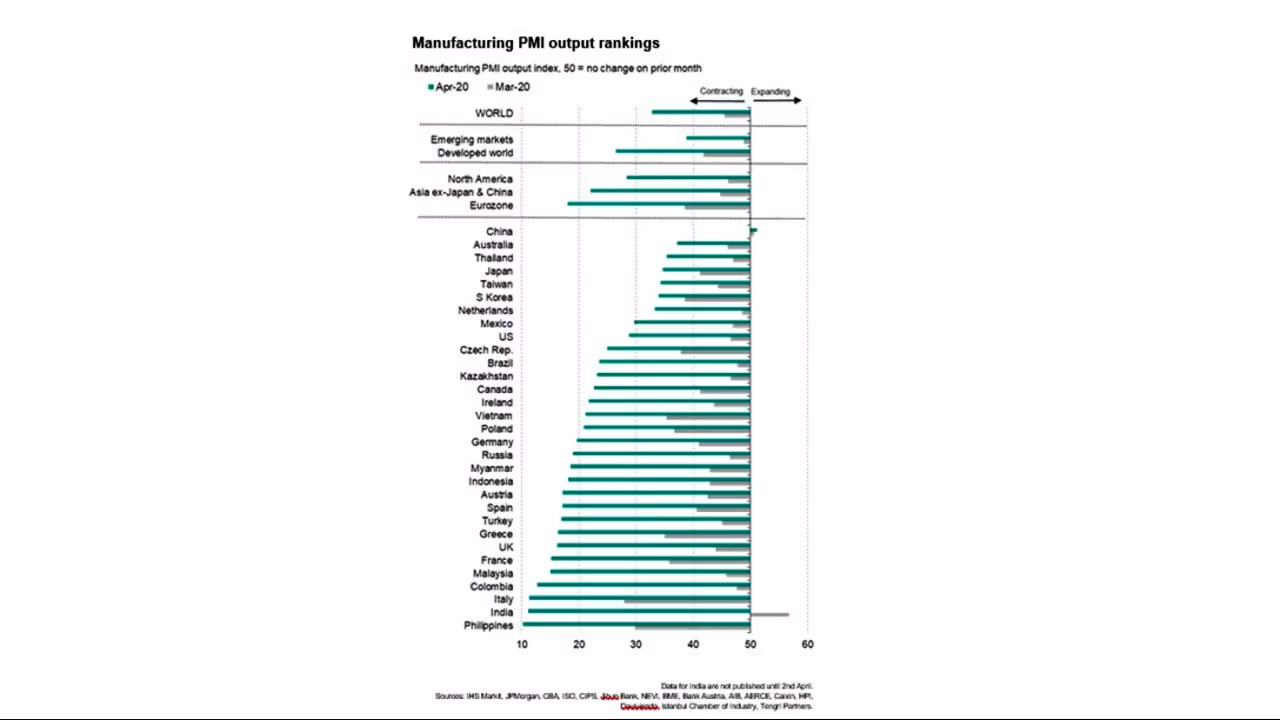 Manufacturing PMI output rankings
Manufacturing PMI output index, 50 = no change on prior month
Apr-20 Mar-20
Contracting Expanding
WORLD
Emerging markets
Developed world
North America
Asia ex-Japan & China
Eurozone
China
Australia
Thailand
Japan
Taiwan
S Korea
Netherlands
Mexico
US
Czech Rep.
Brazil
Kazakhstan
Canada
Ireland
Vietnam
Poland
Germany
Russia
Myanmar
Indonesia
Austria
Spain
Turkey
Greece
UK
France
Malaysia
Colombia
Italy
India
Philippines
10 20 30 40 50 60
Data for India are not published until 2nd April.
Sources: IHS Markit, JPMorgan, CBA, ISO, CIPS, Jibun Bank, NEVI, BME, Bank Austria, AIB, AERCE, Caixin, HPI,
Davivienda, Istanbul Chamber of Industry, Tengri Partners.